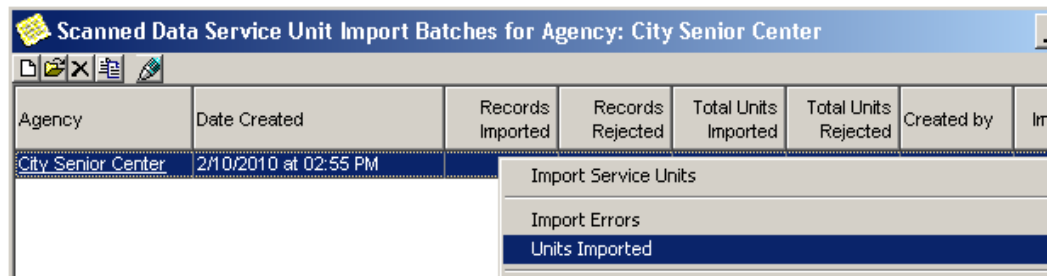 Scanned Data Service Unit Import Batches for Agency: City Senior Center
Agency
Date Created
Records
Imported
Records
Rejected
Total Units
Imported
Total Units
Rejected
Created by
City Senior Center
2/10/2010 at 02:55 PM
Import Service Units
Import Errors
Units Imported